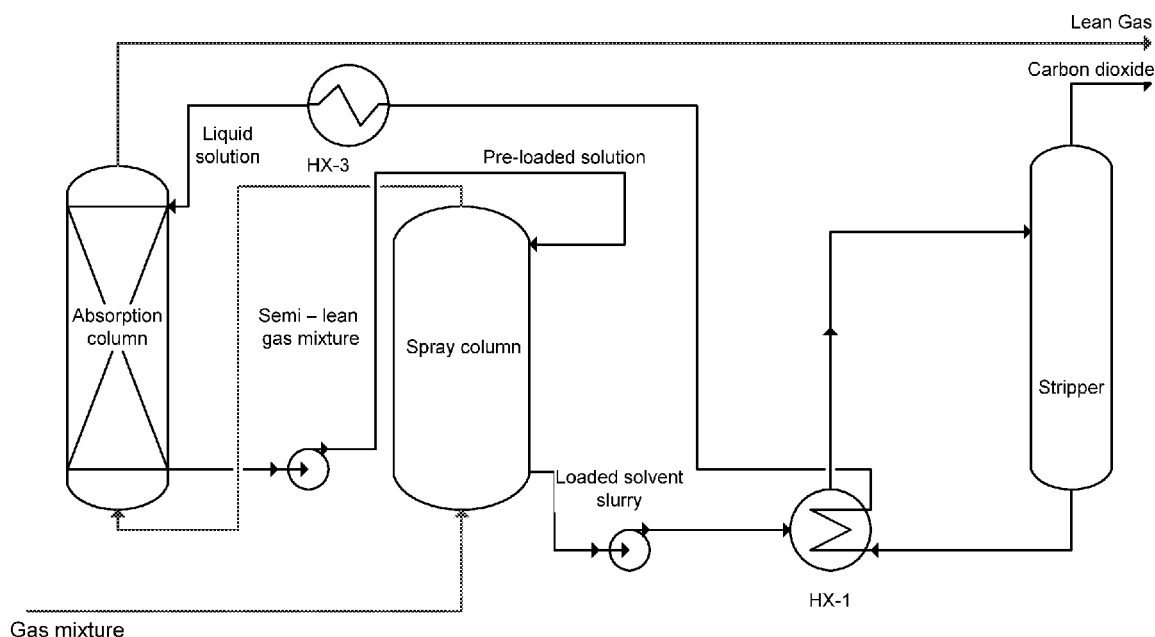 Lean Gas
Carbon dioxide
Liquid
solution
HX-3
Pre-loaded solution
Absorption
column
Semi – lean
gas mixture
Spray column
Stripper
Loaded solvent
slurry
HX-1
Gas mixture